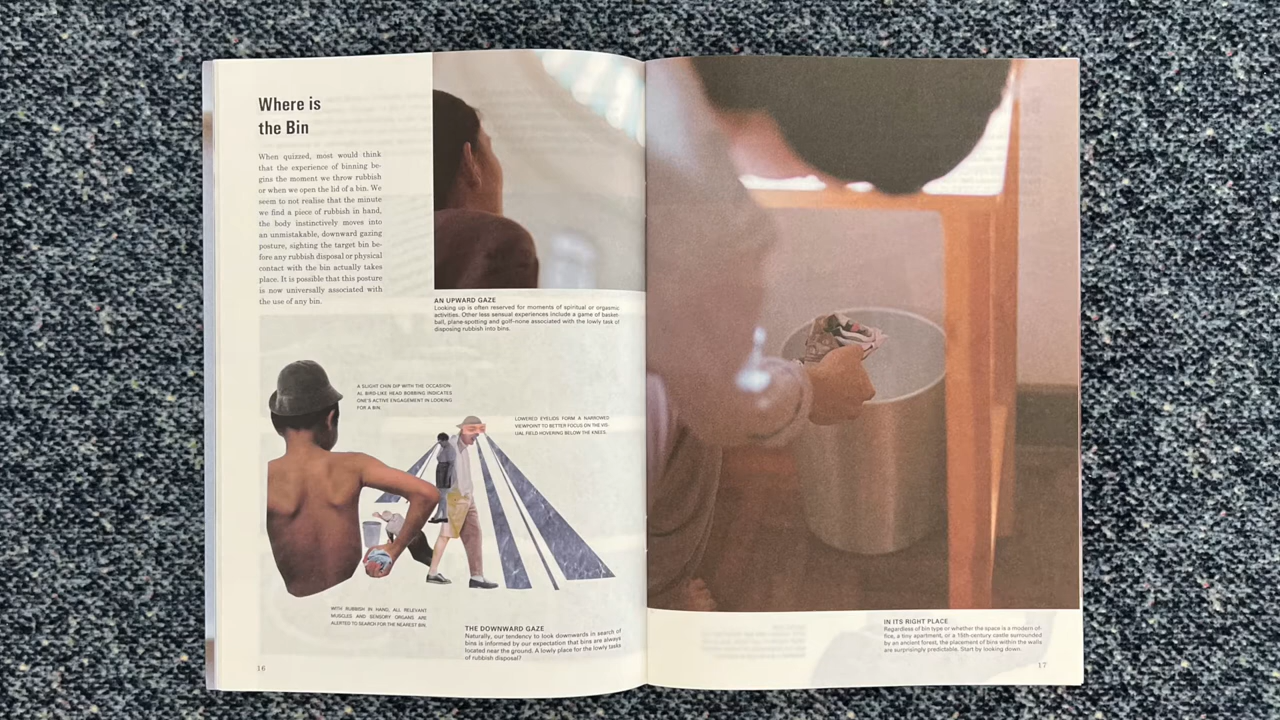 Where is
the Bin
When quizzed, most would think
that the experience of binning be-
gins the moment we throw rubbish
or when we open the lid of a bin. We
seem to not realise that the minute
we find a piece of rubbish in hand,
the body instinctively moves into
an unmistakable, downward gazing
posture, sighting the target bin be-
fore any rubbish disposal or physical
contact with the bin actually takes
place. It is possible that this posture
is now universally associated with
the use of any bin.
AN UPWARD GAZE
Looking up is often reserved for moments of spiritual or orgasmic
activities. Other less sensual experiences include a game of basket-
ball, plane-spotting and golf–none associated with the lowly task of
disposing rubbish into bins.
A SLIGHT CHIN DIP WITH THE OCCASION-
AL BIRD-LIKE HEAD BOBBING INDICATES
ONE'S ACTIVE ENGAGEMENT IN LOOKING
FOR A BIN.
LOWERED EYELIDS FORM A NARROWED
VIEWPOINT TO BETTER FOCUS ON THE VIS-
UAL FIELD HOVERING BELOW THE KNEES.
WITH RUBBISH IN HAND, ALL RELEVANT
MUSCLES AND SENSORY ORGANS ARE
ALERTED TO SEARCH FOR THE NEAREST BIN.
THE DOWNWARD GAZE
Naturally, our tendency to look downwards in search of
bins is informed by our expectation that bins are always
located near the ground. A lowly place for the lowly tasks
of rubbish disposal?
16
IN ITS RIGHT PLACE
Regardless of bin type or whether the space is a modern of-
fice, a tiny apartment, or a 15th-century castle surrounded
by an ancient forest, the placement of bins within the walls
are surprisingly predictable. Start by looking down.
17